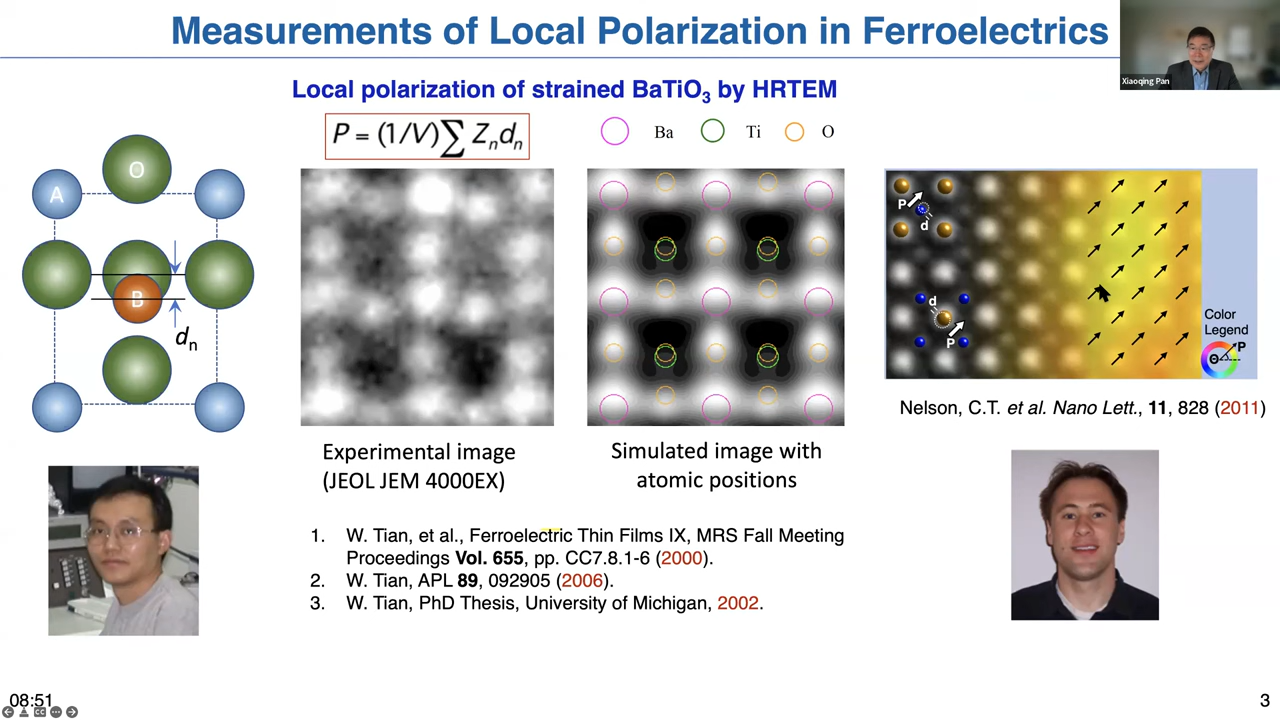 Measurements of Local Polarization in Ferroelectrics
Xiaoqing Pan
Local polarization of strained BaTiO₃ by HRTEM
P = (1/V)∑ Zₙdₙ
Ba Ti O
O
A
B
dₙ
P
d
d
P
Color
Legend
P
Θ
Experimental image
(JEOL JEM 4000EX)
Simulated image with
atomic positions
Nelson, C.T. et al. Nano Lett., 11, 828 (2011)
1. W. Tian, et al., Ferroelectric Thin Films IX, MRS Fall Meeting
Proceedings Vol. 655, pp. CC7.8.1-6 (2000).
2. W. Tian, APL 89, 092905 (2006).
3. W. Tian, PhD Thesis, University of Michigan, 2002.
08:51
3